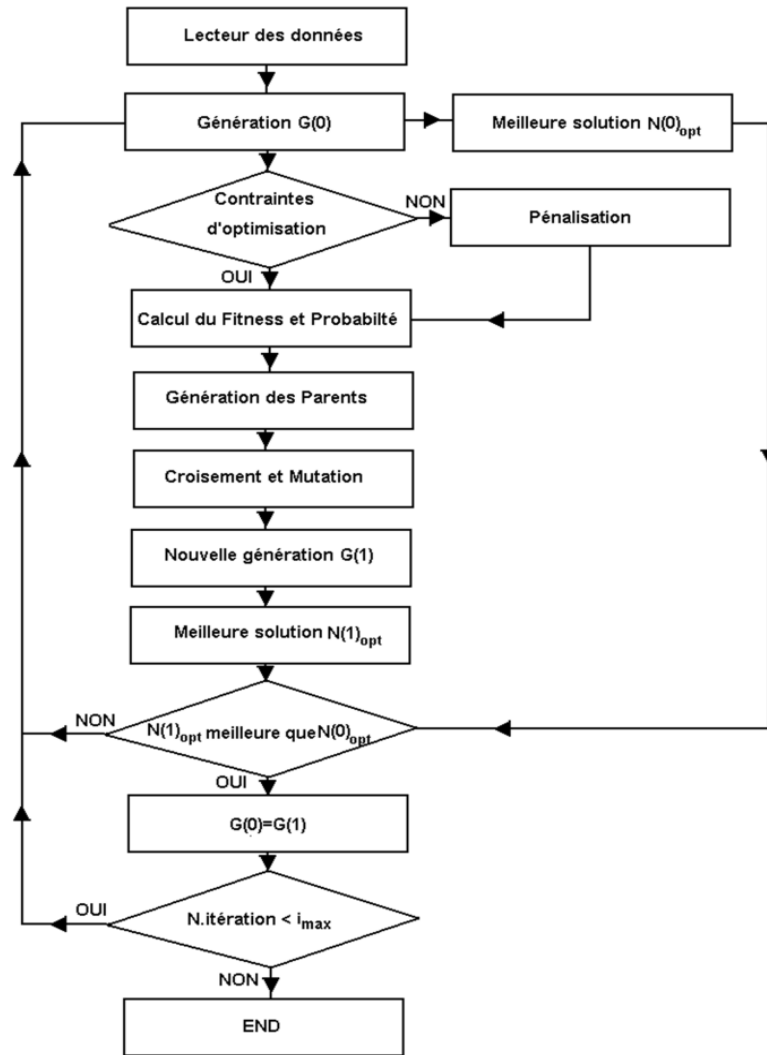 Lecteur des données
Génération G(0)
Meilleure solution N(0)opt
Contraintes
d'optimisation
NON
Pénalisation
OUI
Calcul du Fitness et Probabilté
Génération des Parents
Croisement et Mutation
Nouvelle génération G(1)
Meilleure solution N(1)opt
NON
N(1)opt meilleure que N(0)opt
OUI
G(0)=G(1)
OUI
N.itération < imax
NON
END